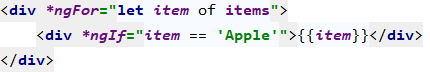 <div *ngFor="let item of items">
    <div *ngIf="item == 'Apple'">{{item}}</div>
</div>